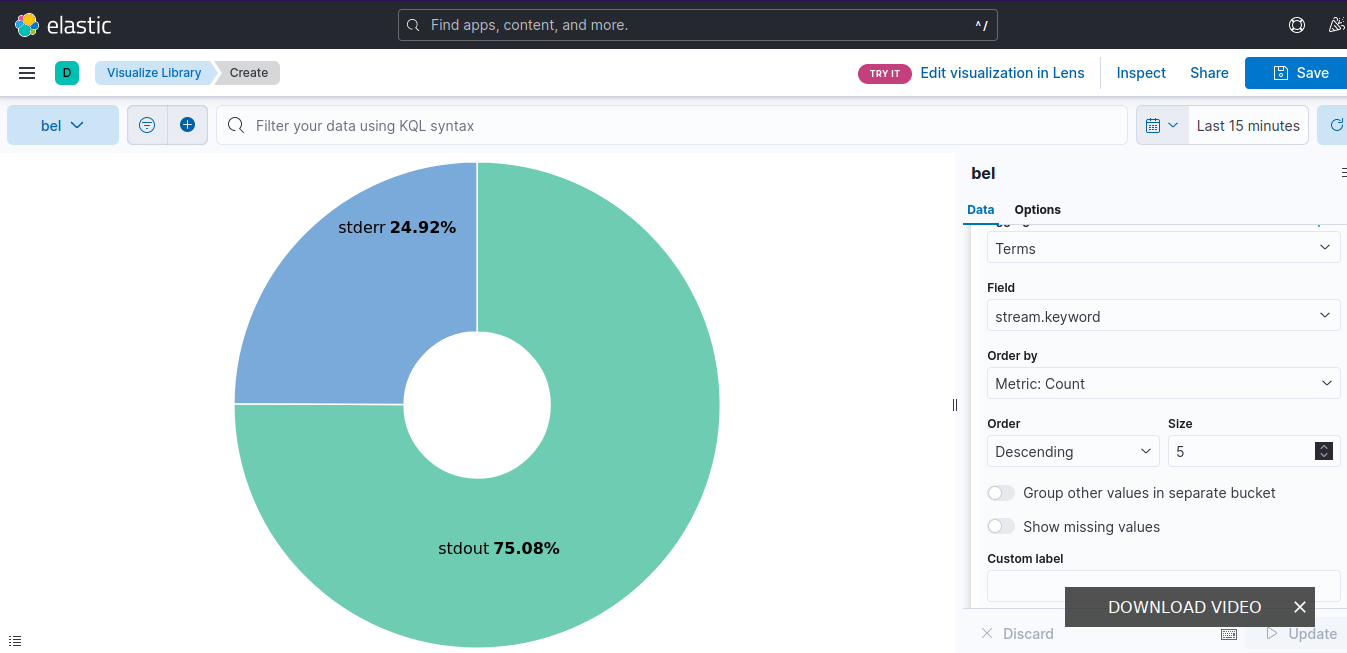 elastic
Find apps, content, and more.
^/
D
Visualize Library
Create
TRY IT
Edit visualization in Lens
Inspect
Share
Save
bel
Filter your data using KQL syntax
Last 15 minutes
bel
Data
Options
Terms
Field
stream.keyword
Order by
Metric: Count
Order
Size
Descending
5
Group other values in separate bucket
Show missing values
Custom label
DOWNLOAD VIDEO
Discard
Update
stderr 24.92%
stdout 75.08%